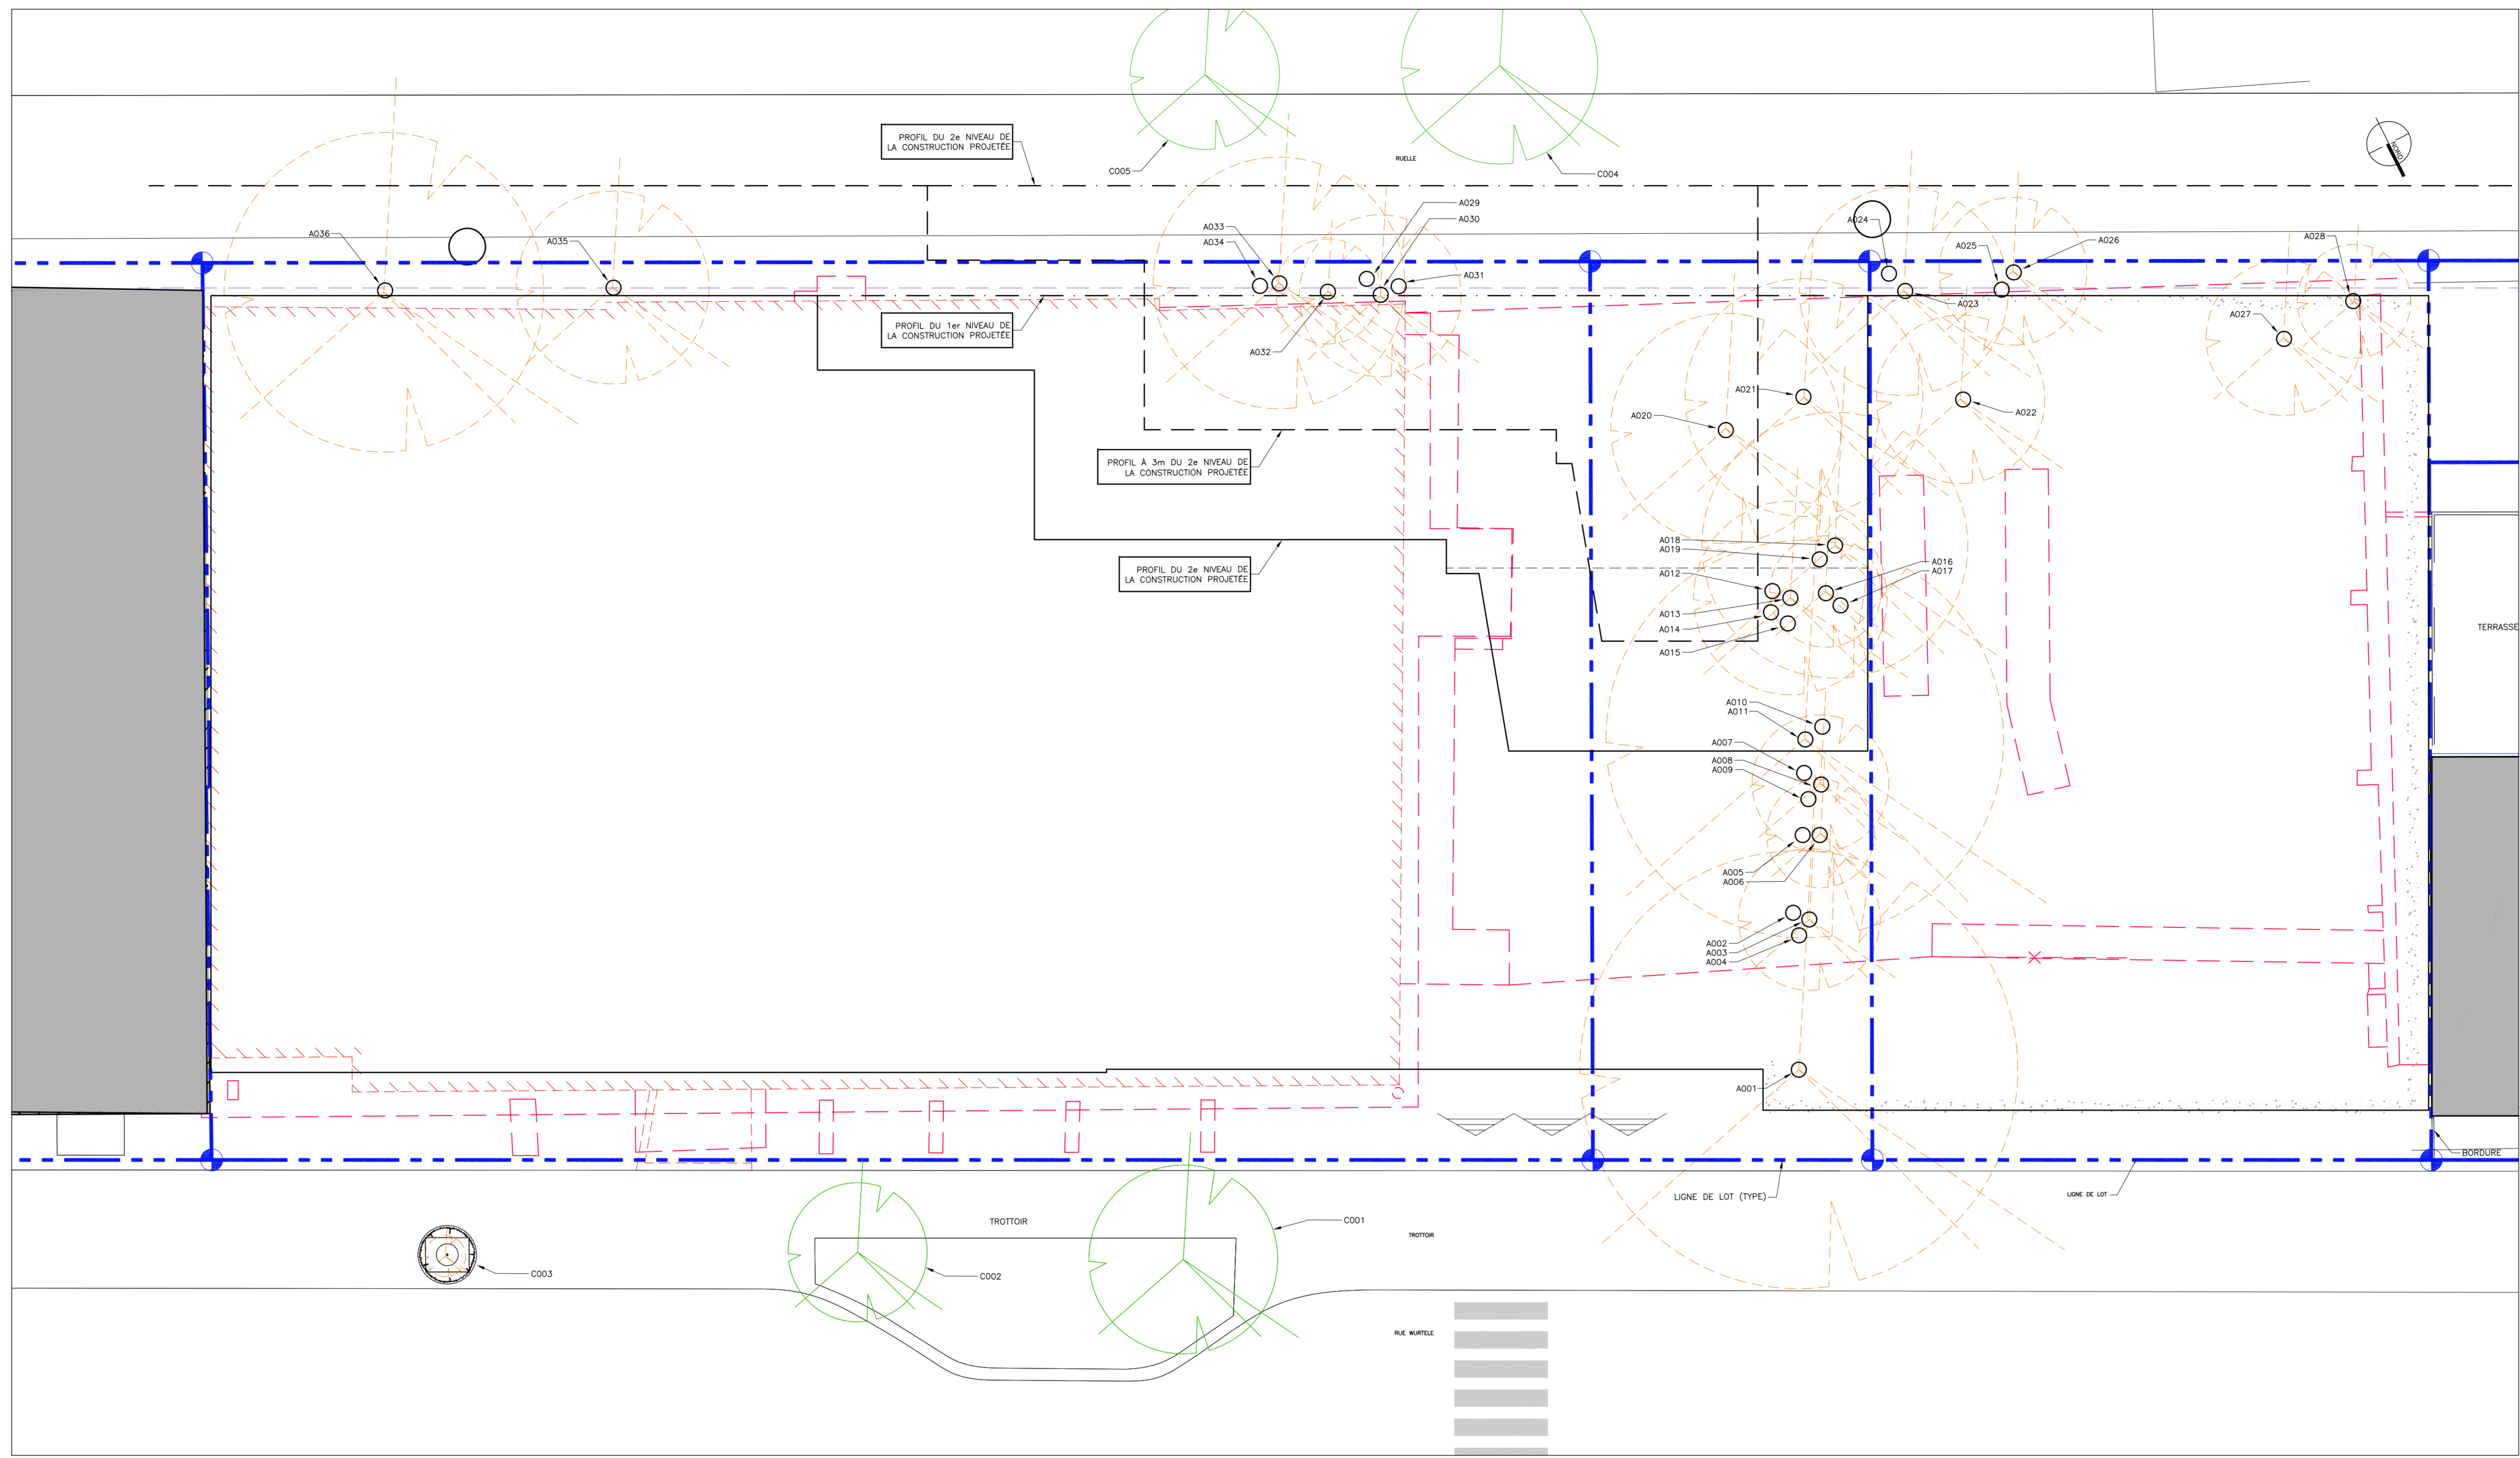 PROFIL DU 2e NIVEAU DE
LA CONSTRUCTION PROJETÉE
RUELLE
C005
C004
NORD
A036
A035
A033
A034
A029
A030
A031
A032
A024
A025
A026
A028
A023
A027
PROFIL DU 1er NIVEAU DE
LA CONSTRUCTION PROJETÉE
A021
A020
A022
PROFIL À 3m DU 2e NIVEAU DE
LA CONSTRUCTION PROJETÉE
PROFIL DU 2e NIVEAU DE
LA CONSTRUCTION PROJETÉE
A018
A019
A012
A016
A017
A013
A014
A015
TERRASSE
A010
A011
A007
A008
A009
A005
A006
A002
A003
A004
A001
BORDURE
LIGNE DE LOT (TYPE)
LIGNE DE LOT
TROTTOIR
C001
TROTTOIR
C003
C002
RUE WURTELE